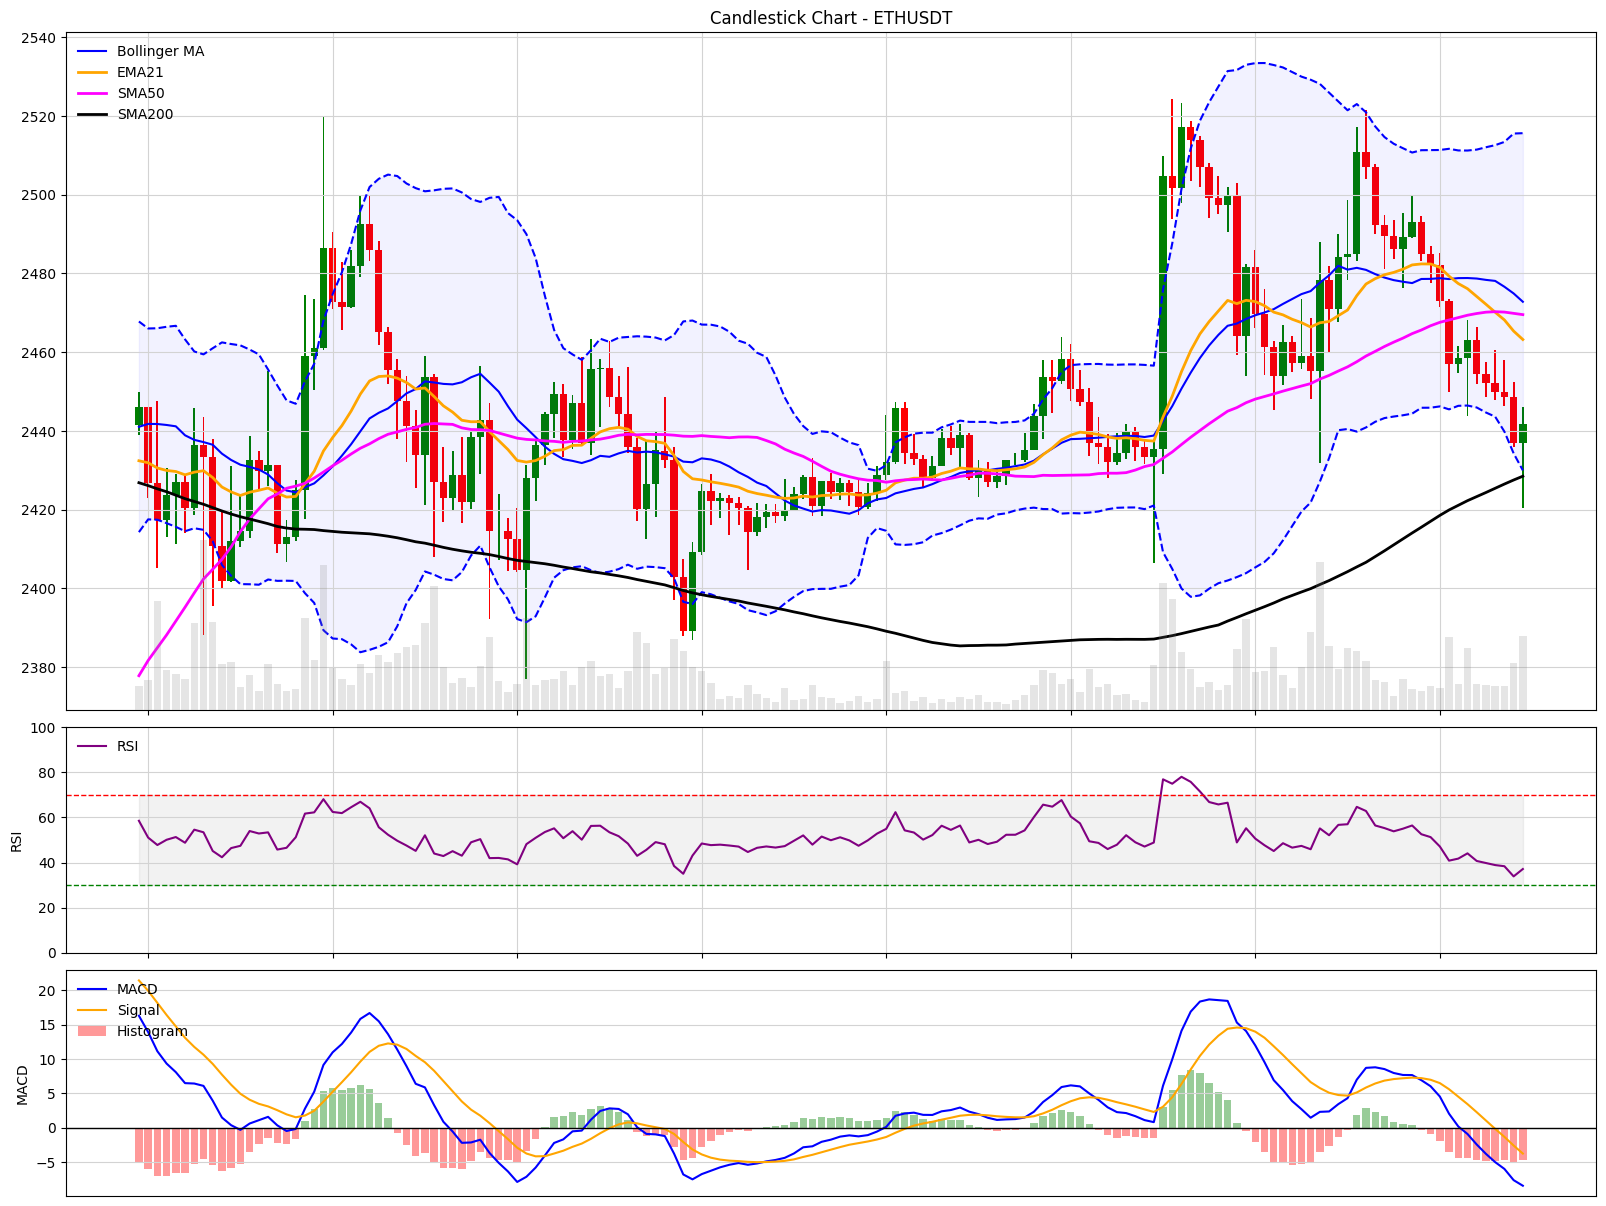 Candlestick Chart - ETHUSDT
2540
2520
2500
2480
2460
2440
2420
2400
2380
Bollinger MA
EMA21
SMA50
SMA200
100
80
60
40
20
0
RSI
RSI
20
15
10
5
0
−5
MACD
MACD
Signal
Histogram